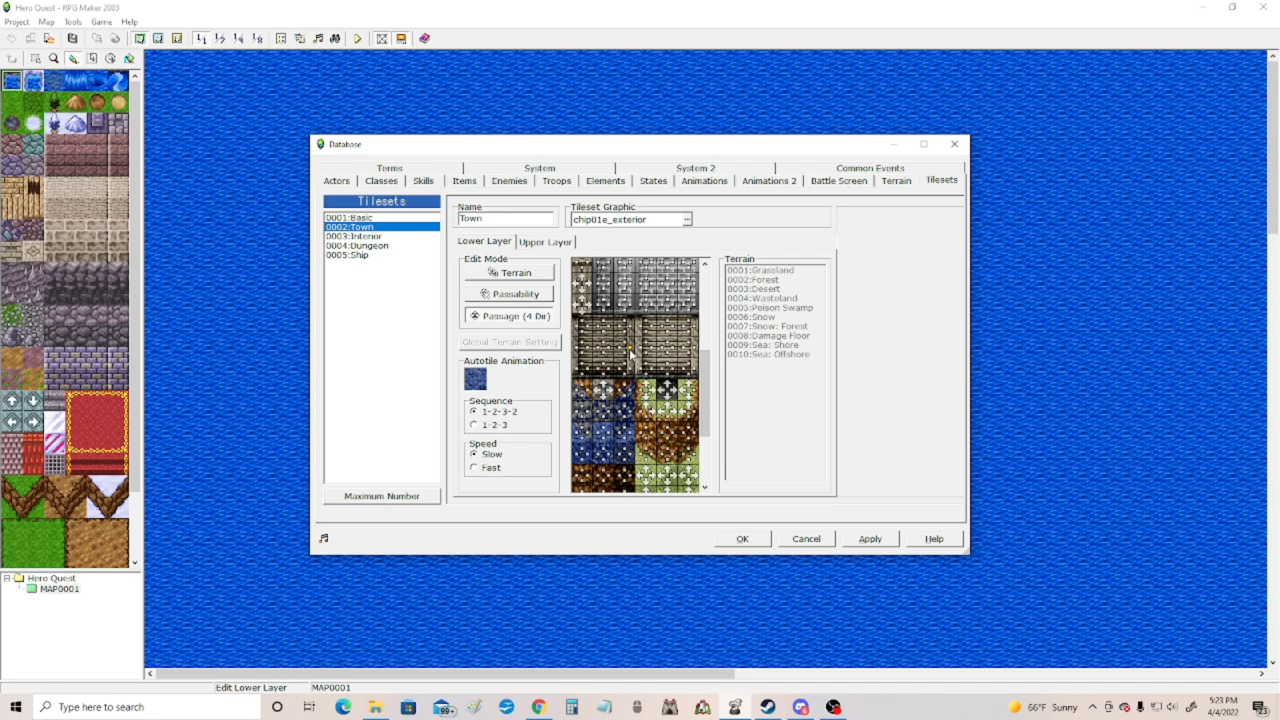 Hero Quest - RPG Maker 2003
Project Map Tools Game Help
Database
Terms System System 2 Common Events
Actors Classes Skills Items Enemies Troops Elements States Animations Animations 2 Battle Screen Terrain Tilesets
Tilesets
0001:Basic
0002:Town
0003:Interior
0004:Dungeon
0005:Ship
Maximum Number
Name
Town
Tileset Graphic
chip01e_exterior
...
Lower Layer Upper Layer
Edit Mode
Terrain
Passability
Passage (4 Dir)
Global Terrain Setting
Autotile Animation
Sequence
1-2-3-2
1-2-3
Speed
Slow
Fast
Terrain
0001:Grassland
0002:Forest
0003:Desert
0004:Wasteland
0005:Poison Swamp
0006:Snow
0007:Snow: Forest
0008:Damage Floor
0009:Sea: Shore
0010:Sea: Offshore
OK Cancel Apply Help
Hero Quest
MAP0001
Edit Lower Layer MAP0001
Type here to search
99+
66°F Sunny
5:23 PM
4/4/2022
23